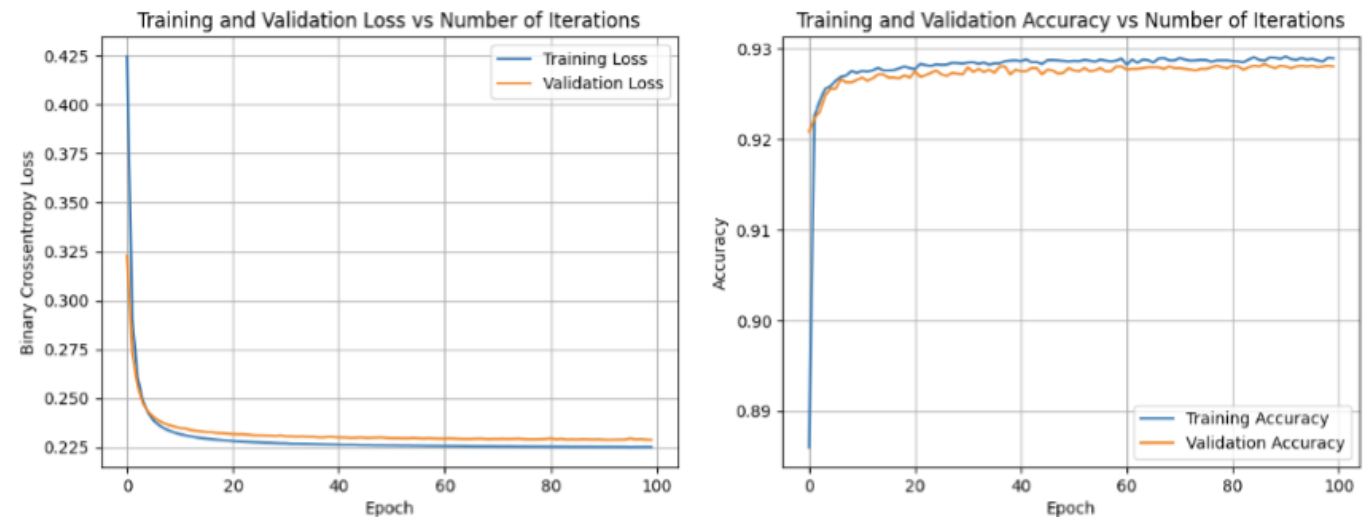 Training and Validation Loss vs Number of Iterations
Training Loss
Validation Loss
0.425
0.400
0.375
0.350
0.325
0.300
0.275
0.250
0.225
Binary Crossentropy Loss
0
20
40
60
80
100
Epoch
Training and Validation Accuracy vs Number of Iterations
0.93
0.92
0.91
0.90
0.89
Accuracy
Training Accuracy
Validation Accuracy
0
20
40
60
80
100
Epoch